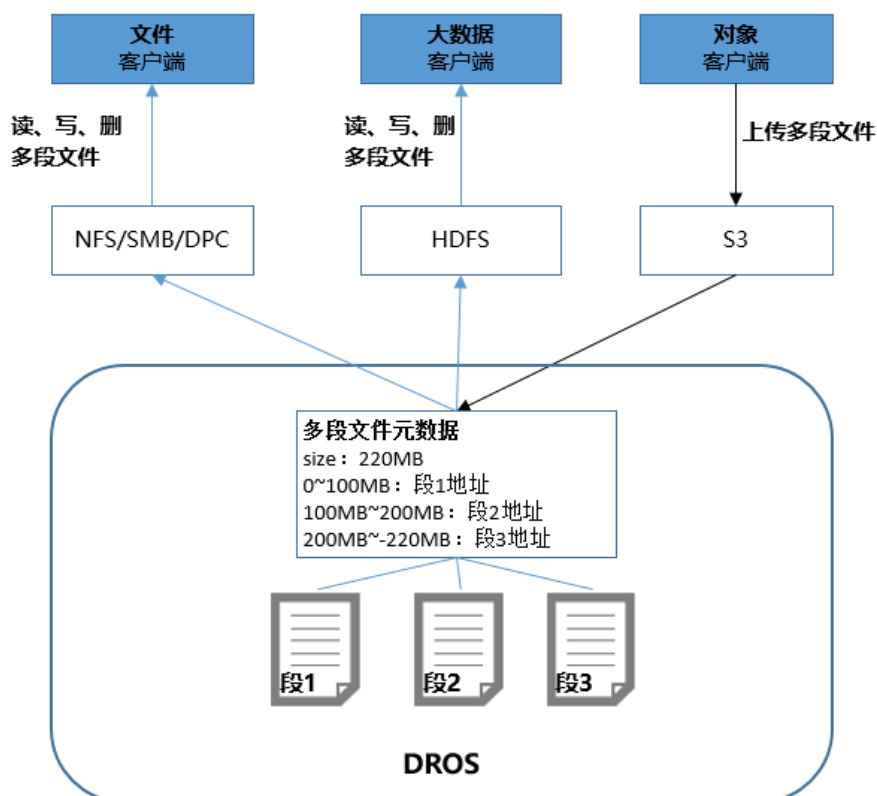 文件
客户端
大数据
客户端
对象
客户端
读、写、删
多段文件
读、写、删
多段文件
上传多段文件
NFS/SMB/DPC
HDFS
S3
多段文件元数据
size：220MB
0~100MB：段1地址
100MB~200MB：段2地址
200MB~-220MB：段3地址
段1
段2
段3
DROS